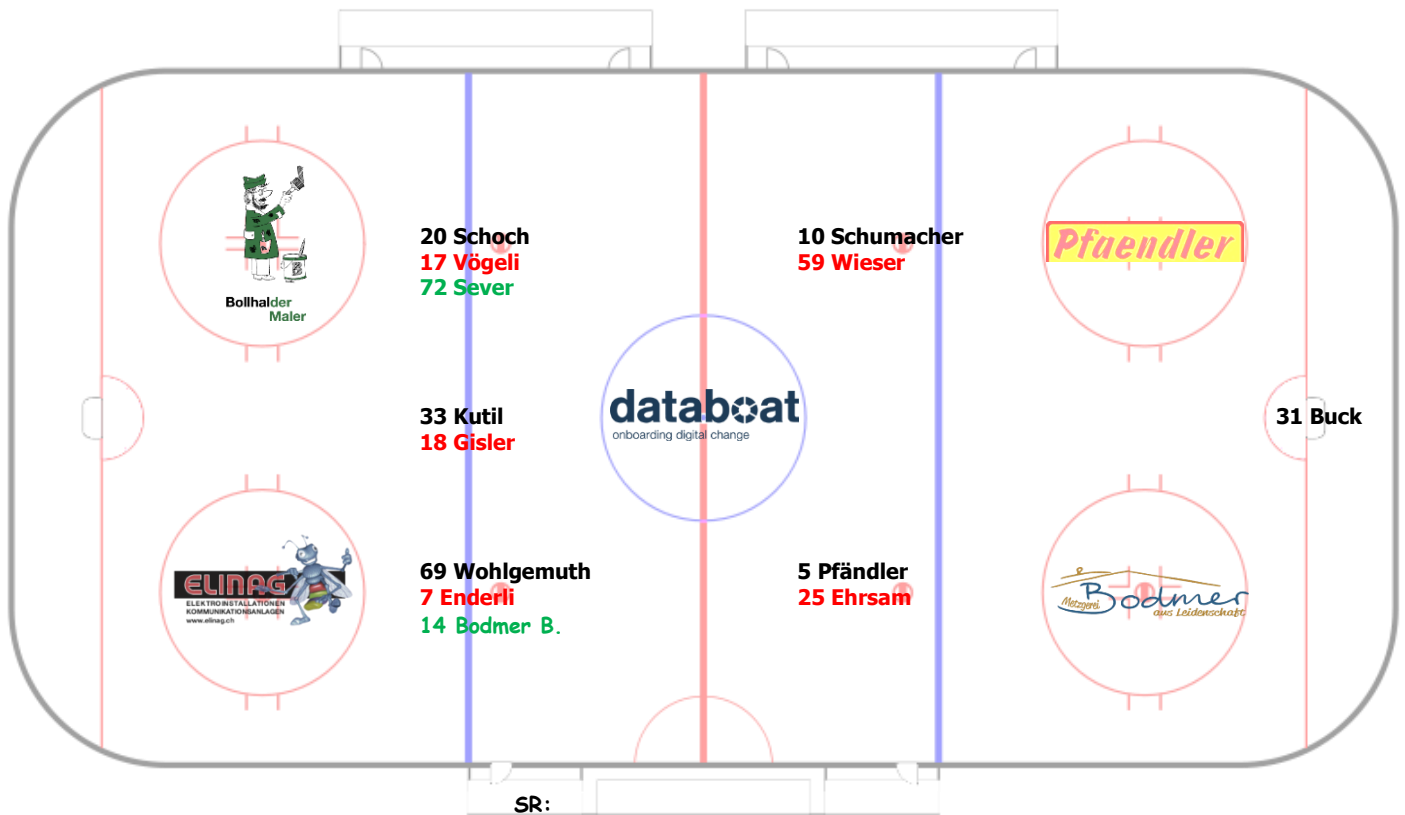 20 Schoch
17 Vögeli
72 Sever
10 Schumacher
59 Wieser
Pfaendler
Bollhalder
Maler
33 Kutil
18 Gisler
databoat
onboarding digital change
31 Buck
69 Wohlgemuth
7 Enderli
14 Bodmer B.
5 Pfändler
25 Ehrsam
ELINAG
ELEKTROINSTALLATIONEN
KOMMUNIKATIONSANLAGEN
www.elinag.ch
Metzgerei
Bodmer
aus Leidenschaft
SR: